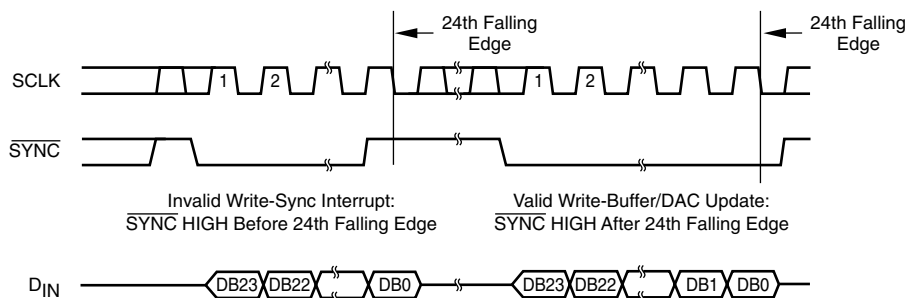 24th Falling
Edge
24th Falling
Edge
SCLK
1
2
1
2
SYNC
Invalid Write-Sync Interrupt:
SYNC HIGH Before 24th Falling Edge
Valid Write-Buffer/DAC Update:
SYNC HIGH After 24th Falling Edge
DIN
DB23
DB22
DB0
DB23
DB22
DB1
DB0